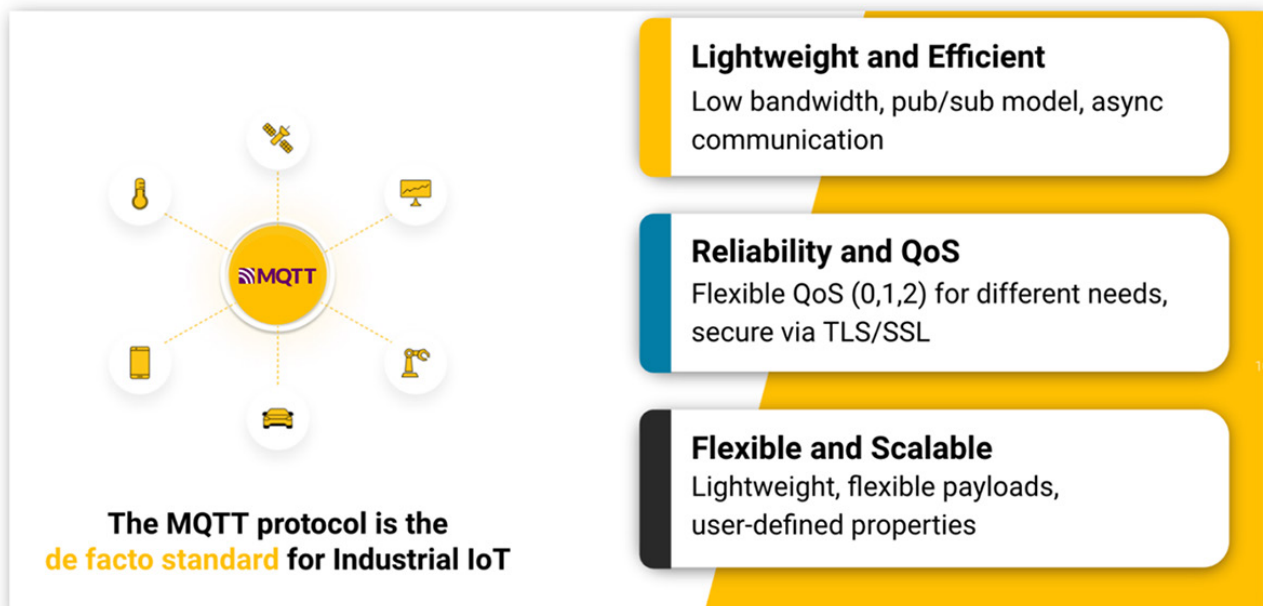 MQTT
The MQTT protocol is the
de facto standard for Industrial IoT
Lightweight and Efficient
Low bandwidth, pub/sub model, async
communication
Reliability and QoS
Flexible QoS (0,1,2) for different needs,
secure via TLS/SSL
Flexible and Scalable
Lightweight, flexible payloads,
user-defined properties